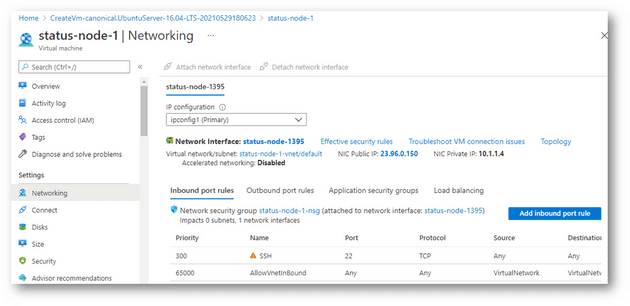 Home > CreateVm-canonical.UbuntuServer-16.04-LTS-20210529180623 > status-node-1
status-node-1 | Networking ...
Virtual machine
Search (Ctrl+/)
«
Attach network interface Detach network interface
Overview
Activity log
Access control (IAM)
Tags
Diagnose and solve problems
Settings
Networking
Connect
Disks
Size
Security
Advisor recommendations
status-node-1395
IP configuration
ipconfig1 (Primary)
Network Interface: status-node-1395 Effective security rules Troubleshoot VM connection issues Topology
Virtual network/subnet: status-node-1-vnet/default NIC Public IP: 23.96.0.150 NIC Private IP: 10.1.1.4
Accelerated networking: Disabled
Inbound port rules Outbound port rules Application security groups Load balancing
Network security group status-node-1-nsg (attached to network interface: status-node-1395)
Impacts 0 subnets, 1 network interfaces
Add inbound port rule
Priority Name Port Protocol Source Destination
300 SSH 22 TCP Any Any
65000 AllowVnetInBound Any Any VirtualNetwork VirtualNet